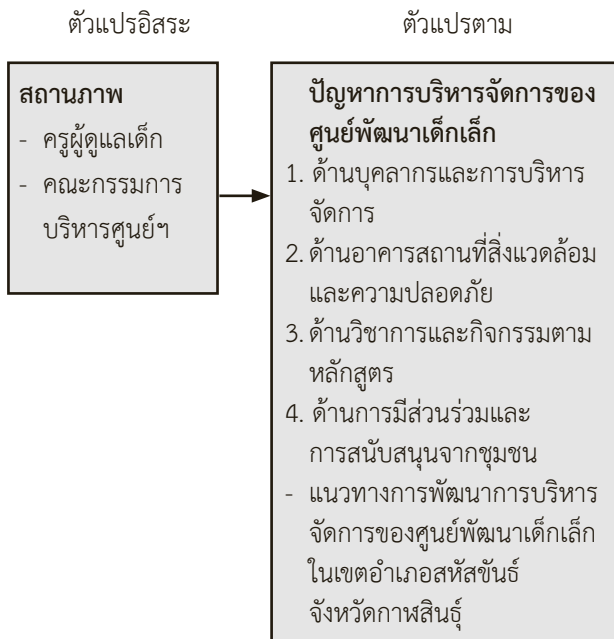 ตัวแปรอิสระ
ตัวแปรตาม
สถานภาพ
- ครูผู้ดูแลเด็ก
- คณะกรรมการ
บริหารศูนย์ฯ
ปัญหาการบริหารจัดการของ
ศูนย์พัฒนาเด็กเล็ก
1. ด้านบุคลากรและการบริหาร
จัดการ
2. ด้านอาคารสถานที่สิ่งแวดล้อม
และความปลอดภัย
3. ด้านวิชาการและกิจกรรมตาม
หลักสูตร
4. ด้านการมีส่วนร่วมและ
การสนับสนุนจากชุมชน
- แนวทางการพัฒนาการบริหาร
จัดการของศูนย์พัฒนาเด็กเล็ก
ในเขตอำเภอสหัสขันธ์
จังหวัดกาฬสินธุ์